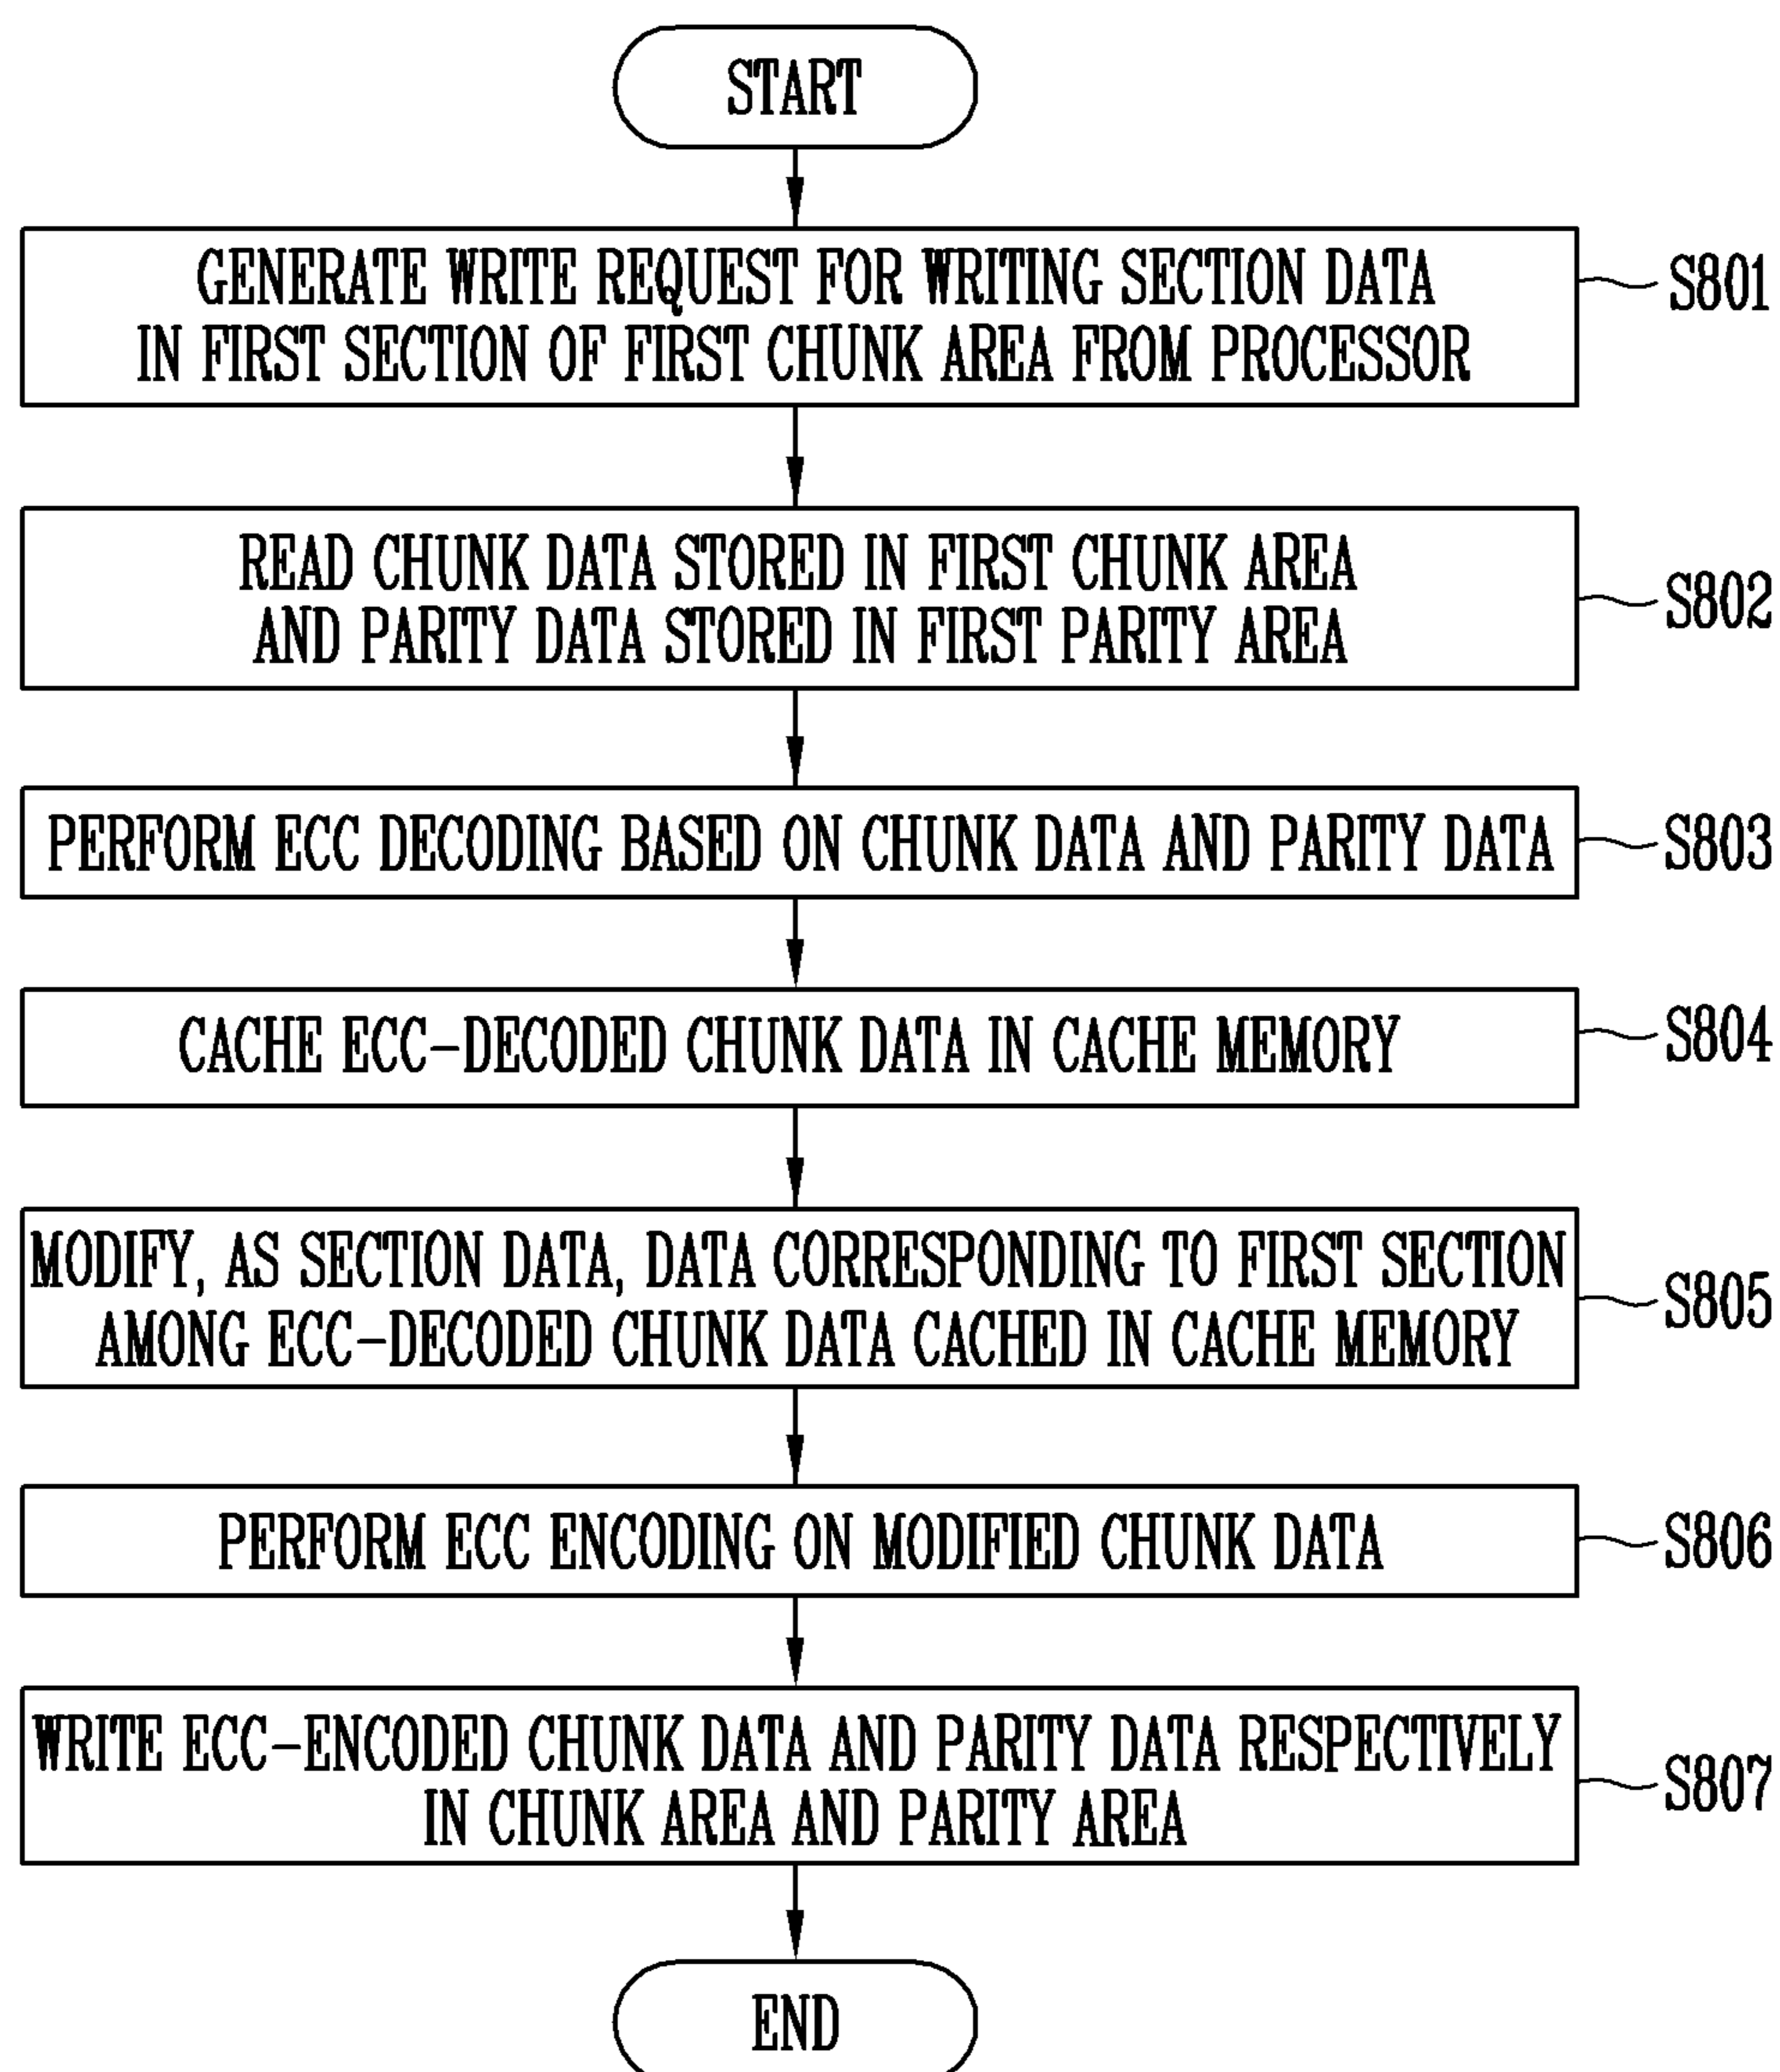 START
GENERATE WRITE REQUEST FOR WRITING SECTION DATA
IN FIRST SECTION OF FIRST CHUNK AREA FROM PROCESSOR
S801
READ CHUNK DATA STORED IN FIRST CHUNK AREA
AND PARITY DATA STORED IN FIRST PARITY AREA
S802
PERFORM ECC DECODING BASED ON CHUNK DATA AND PARITY DATA
S803
CACHE ECC-DECODED CHUNK DATA IN CACHE MEMORY
S804
MODIFY, AS SECTION DATA, DATA CORRESPONDING TO FIRST SECTION
AMONG ECC-DECODED CHUNK DATA CACHED IN CACHE MEMORY
S805
PERFORM ECC ENCODING ON MODIFIED CHUNK DATA
S806
WRITE ECC-ENCODED CHUNK DATA AND PARITY DATA RESPECTIVELY
IN CHUNK AREA AND PARITY AREA
S807
END